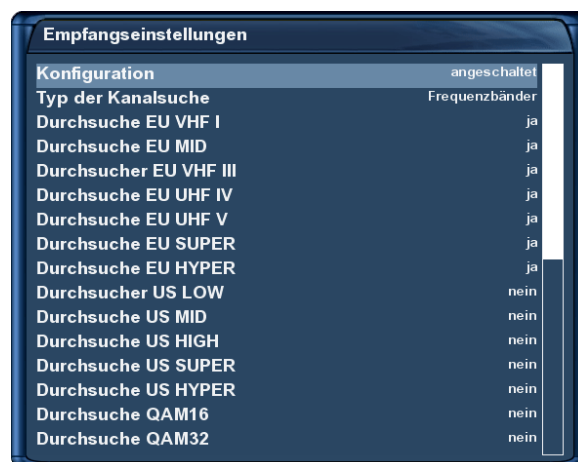 Empfangseinstellungen
Konfiguration angeschaltet
Typ der Kanalsuche Frequenzbänder
Durchsuche EU VHF I ja
Durchsuche EU MID ja
Durchsucher EU VHF III ja
Durchsuche EU UHF IV ja
Durchsuche EU UHF V ja
Durchsuche EU SUPER ja
Durchsuche EU HYPER ja
Durchsucher US LOW nein
Durchsuche US MID nein
Durchsuche US HIGH nein
Durchsuche US SUPER nein
Durchsuche US HYPER nein
Durchsuche QAM16 nein
Durchsuche QAM32 nein